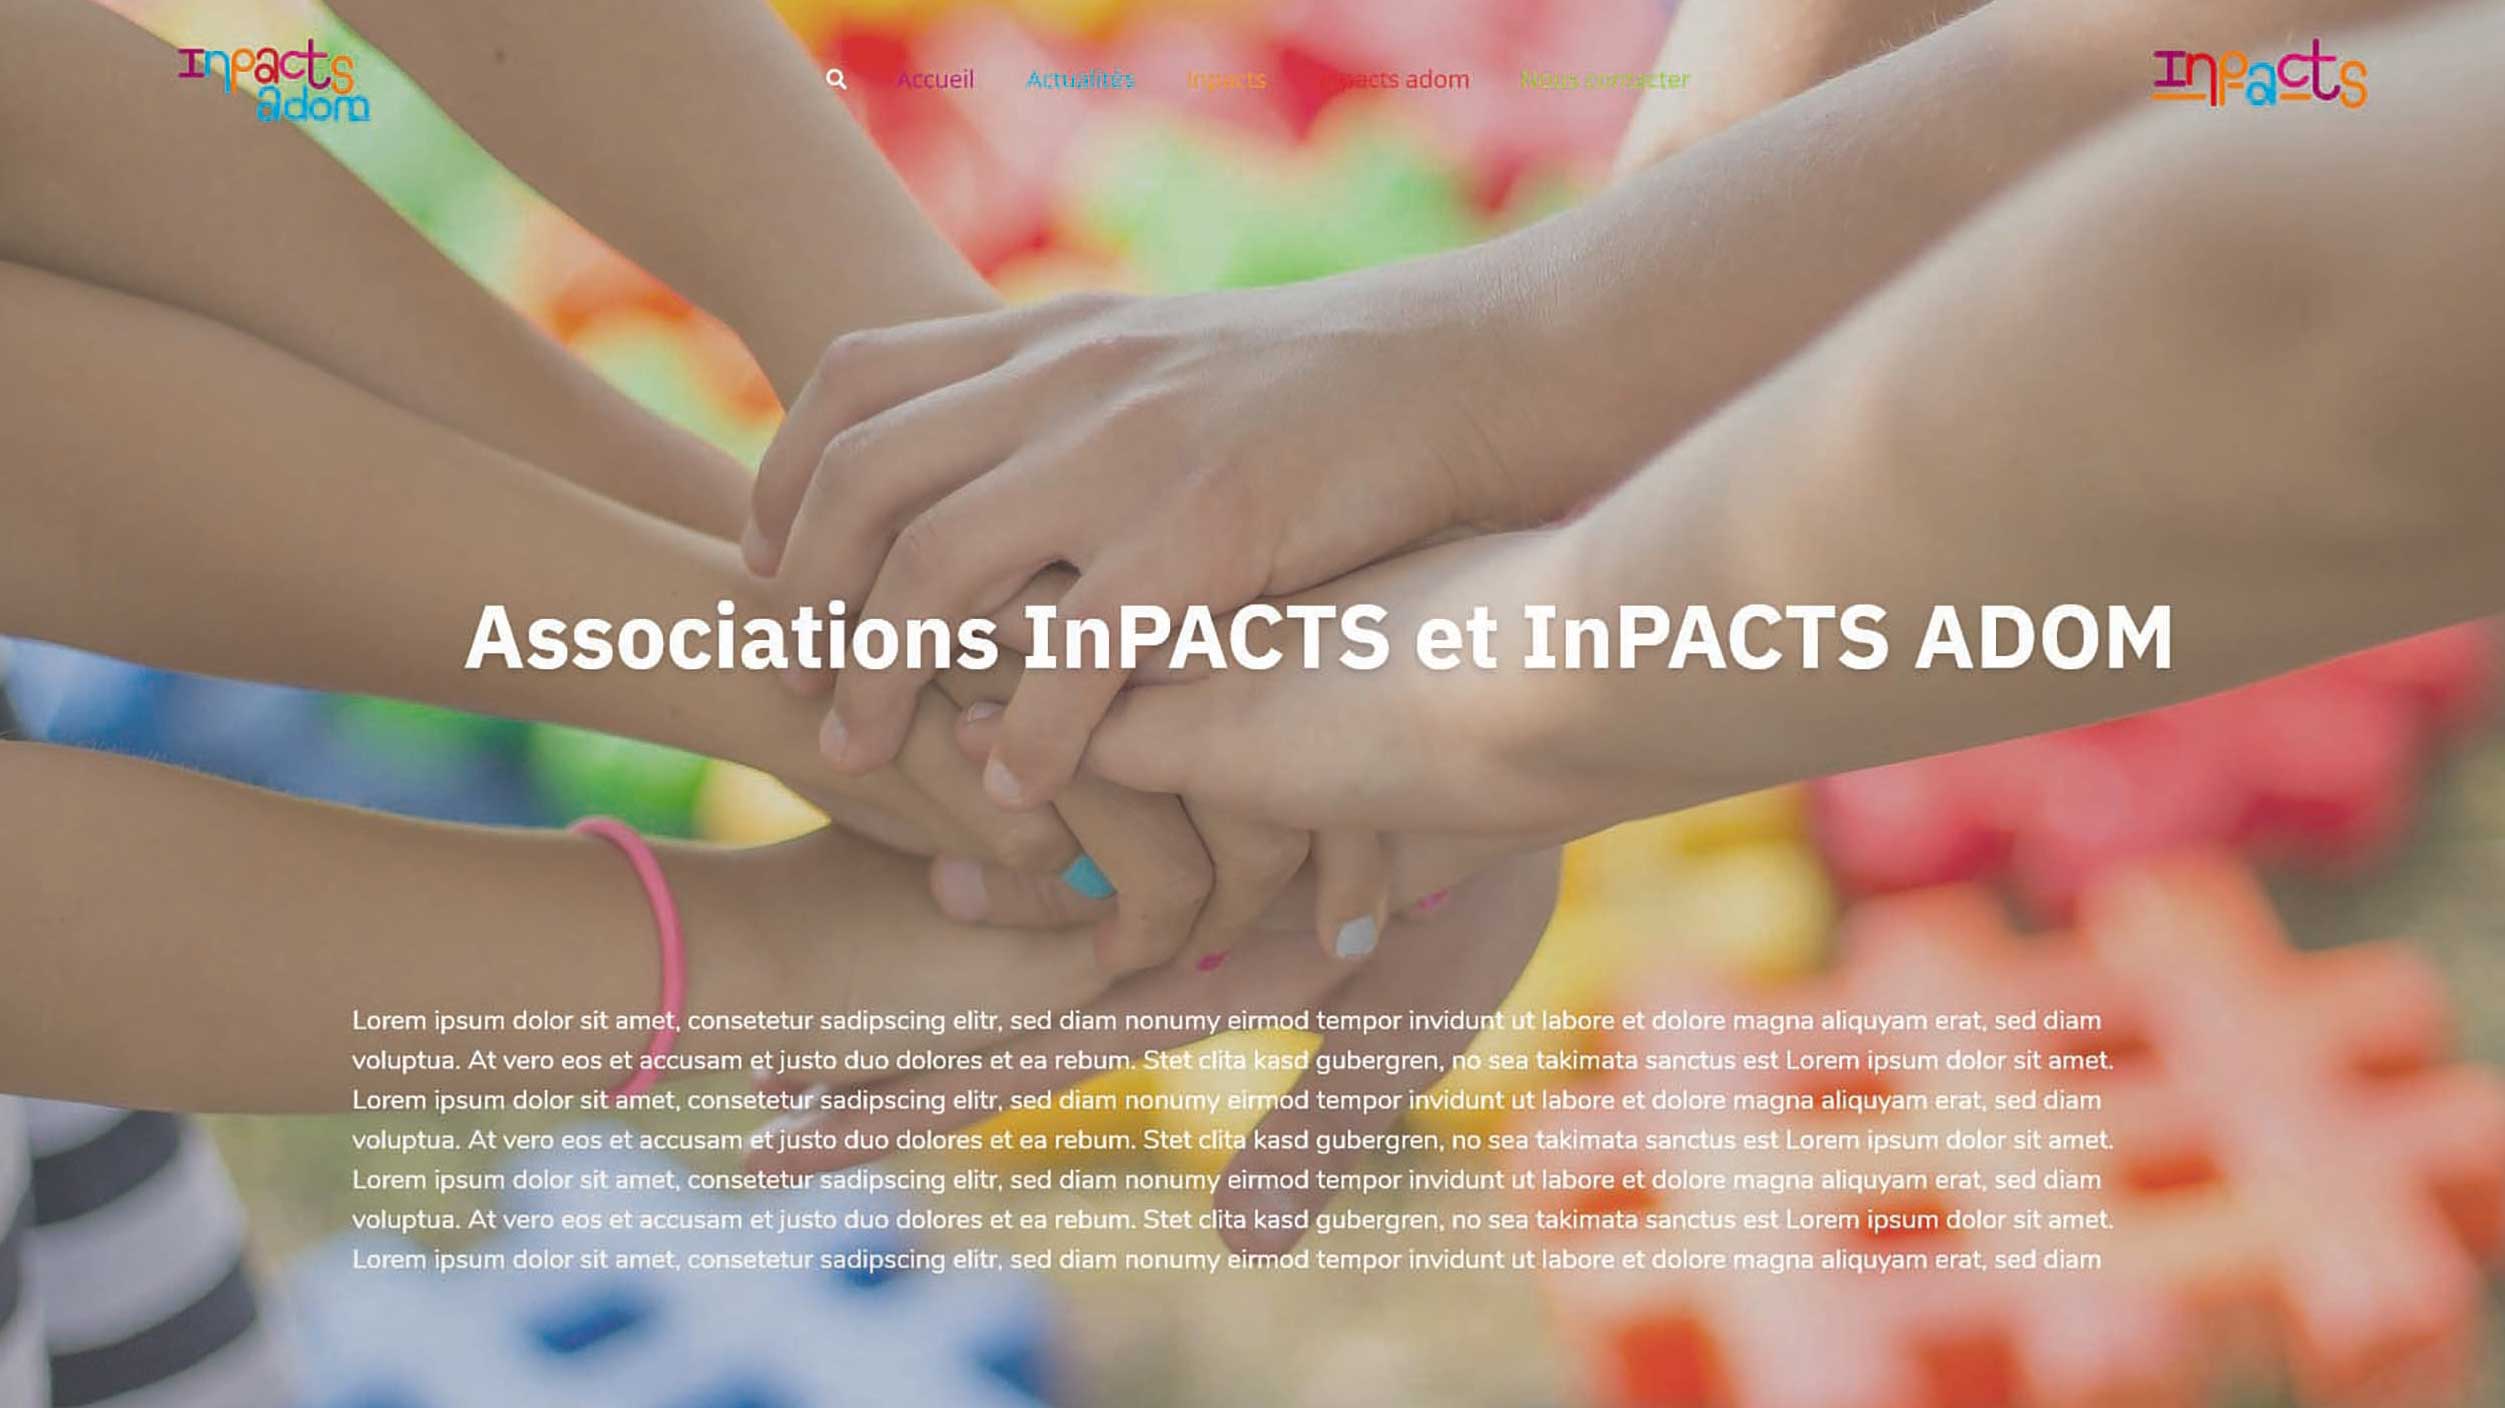 Inpacts
adom
Accueil Actualités Inpacts Inpacts adom Nous contacter
Inpacts
Associations InPACTS et InPACTS ADOM
Lorem ipsum dolor sit amet, consetetur sadipscing elitr, sed diam nonumy eirmod tempor invidunt ut labore et dolore magna aliquyam erat, sed diam
voluptua. At vero eos et accusam et justo duo dolores et ea rebum. Stet clita kasd gubergren, no sea takimata sanctus est Lorem ipsum dolor sit amet.
Lorem ipsum dolor sit amet, consetetur sadipscing elitr, sed diam nonumy eirmod tempor invidunt ut labore et dolore magna aliquyam erat, sed diam
voluptua. At vero eos et accusam et justo duo dolores et ea rebum. Stet clita kasd gubergren, no sea takimata sanctus est Lorem ipsum dolor sit amet.
Lorem ipsum dolor sit amet, consetetur sadipscing elitr, sed diam nonumy eirmod tempor invidunt ut labore et dolore magna aliquyam erat, sed diam
voluptua. At vero eos et accusam et justo duo dolores et ea rebum. Stet clita kasd gubergren, no sea takimata sanctus est Lorem ipsum dolor sit amet.
Lorem ipsum dolor sit amet, consetetur sadipscing elitr, sed diam nonumy eirmod tempor invidunt ut labore et dolore magna aliquyam erat, sed diam